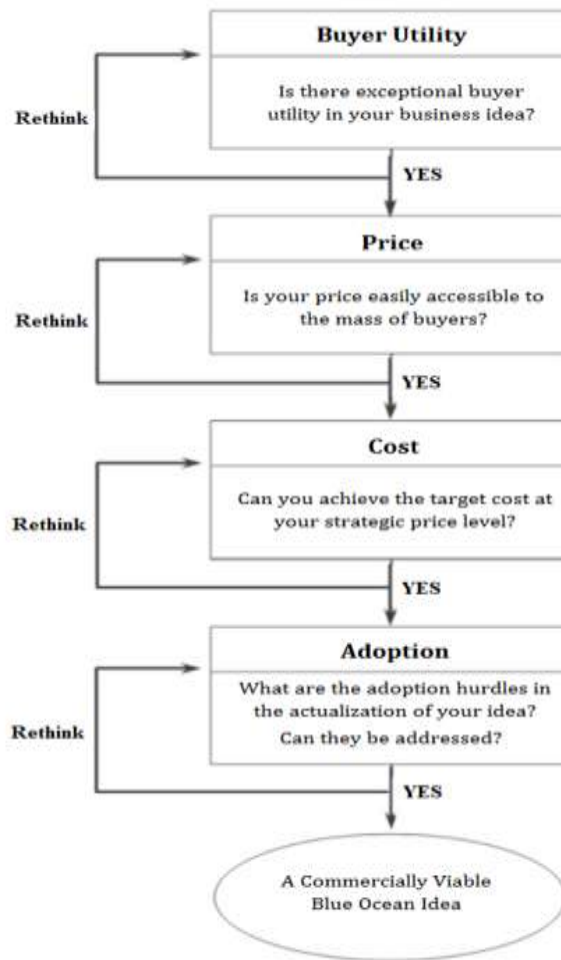 Buyer Utility
Is there exceptional buyer
utility in your business idea?
Rethink
YES
Price
Is your price easily accessible to
the mass of buyers?
Rethink
YES
Cost
Can you achieve the target cost at
your strategic price level?
Rethink
YES
Adoption
What are the adoption hurdles in
the actualization of your idea?
Can they be addressed?
Rethink
YES
A Commercially Viable
Blue Ocean Idea